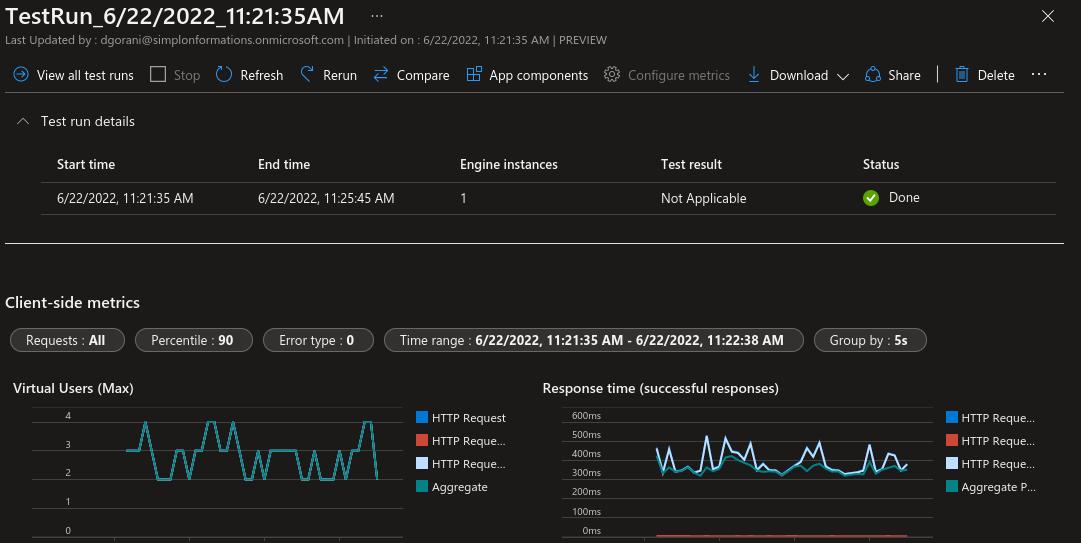 TestRun_6/22/2022_11:21:35AM ...
Last Updated by : dgorani@simplonformations.onmicrosoft.com | Initiated on : 6/22/2022, 11:21:35 AM | PREVIEW
View all test runs Stop Refresh Rerun Compare App components Configure metrics Download Share | Delete ...
Test run details
Start time End time Engine instances Test result Status
6/22/2022, 11:21:35 AM 6/22/2022, 11:25:45 AM 1 Not Applicable Done
Client-side metrics
Requests : All Percentile : 90 Error type : 0 Time range : 6/22/2022, 11:21:35 AM - 6/22/2022, 11:22:38 AM Group by : 5s
Virtual Users (Max)
4
3
2
1
0
HTTP Request
HTTP Reque...
HTTP Reque...
Aggregate
Response time (successful responses)
600ms
500ms
400ms
300ms
200ms
100ms
0ms
HTTP Reque...
HTTP Reque...
HTTP Reque...
Aggregate P...